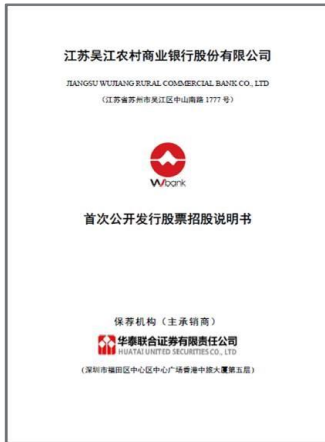 江苏吴江农村商业银行股份有限公司
JIANGSU WUJIANG RURAL COMMERCIAL BANK CO., LTD
（江苏省苏州市吴江区中山南路 1777 号）
Wbank
首次公开发行股票招股说明书
保荐机构（主承销商）
华泰联合证券有限责任公司
HUATAI UNITED SECURITIES CO., LTD
（深圳市福田区中心区中心广场香港中旅大厦第五层）